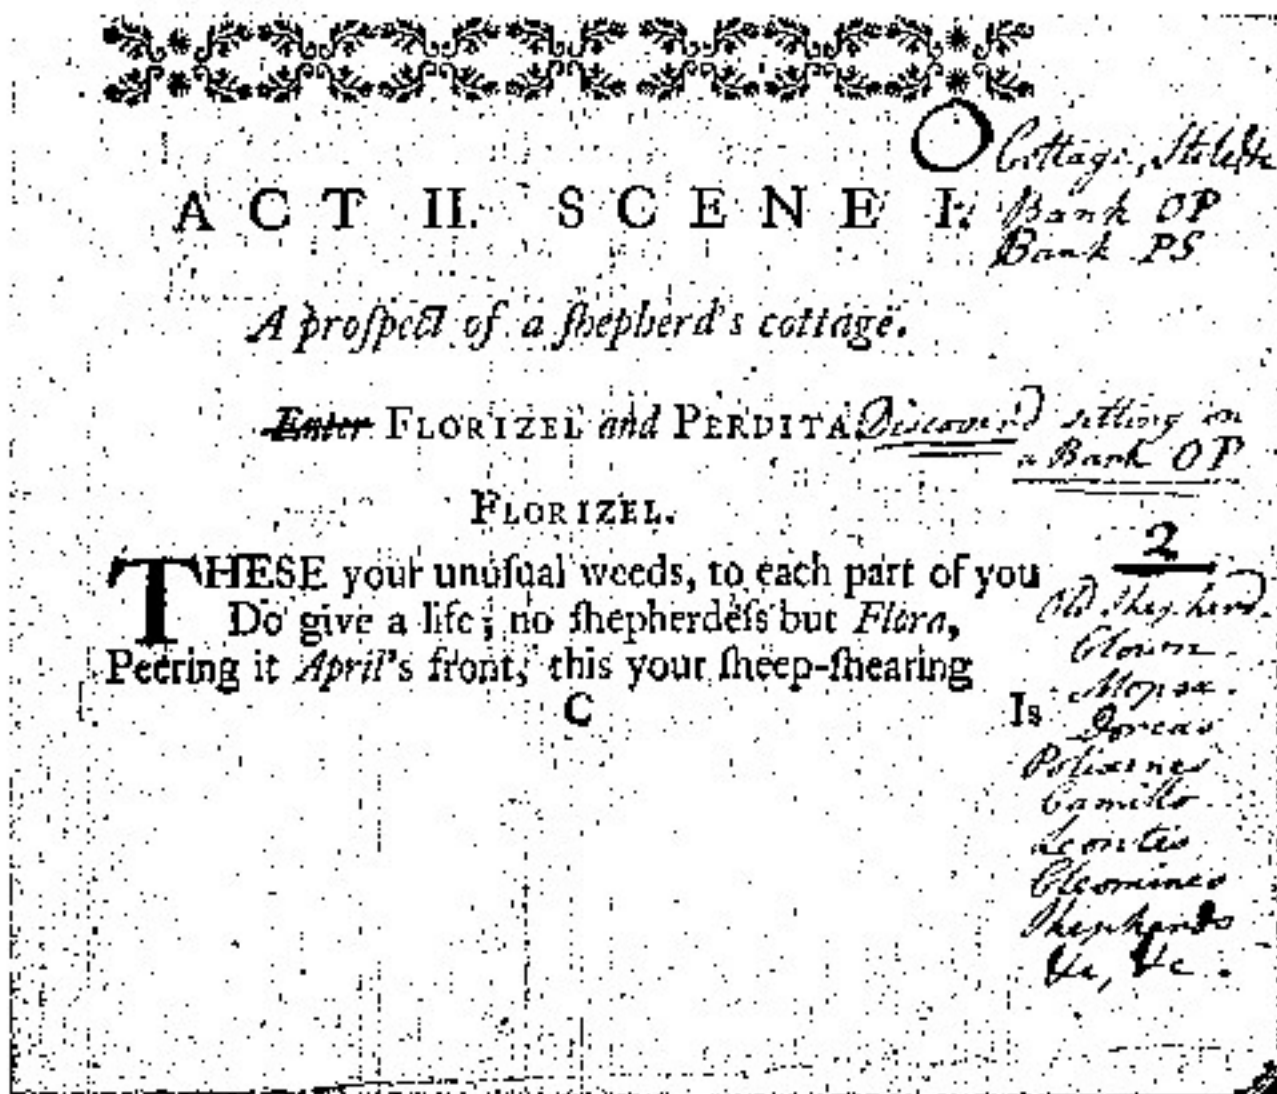 Cottage, Stile &c
ACT II. SCENE I.
Bank OP
Bank PS
A proſpect of a ſhepherd's cottage.
Enter FLORIZEL and PERDITA. Discover'd sitting on
a Bank OP
FLORIZEL.
2
THESE your unuſual weeds, to each part of you
Old Shepherd.
Do give a life; no ſhepherdeſs but Flora,
Clown.
Peering it April's front, this your ſheep-ſhearing
Mopsa.
C
Is
Dorcas
Polixenes
Camillo
Leontes
Cleomines
Shepherds
&c, &c.